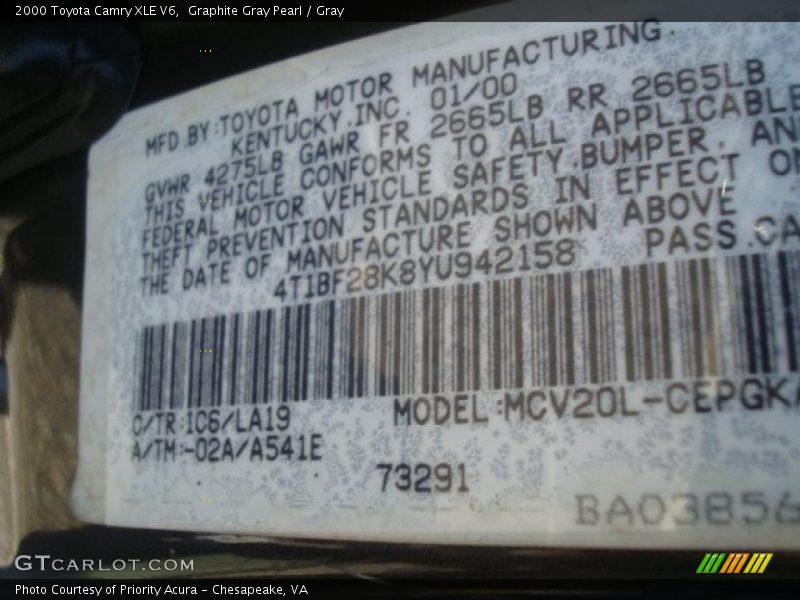 2000 Toyota Camry XLE V6, Graphite Gray Pearl / Gray
MFD.BY:TOYOTA MOTOR MANUFACTURING.
KENTUCKY,INC. 01/00
GVWR 4275LB GAWR FR 2665LB RR 2665LB
THIS VEHICLE CONFORMS TO ALL APPLICABLE
FEDERAL MOTOR VEHICLE SAFETY,BUMPER, AN
THEFT PREVENTION STANDARDS IN EFFECT ON
THE DATE OF MANUFACTURE SHOWN ABOVE
4T1BF28K8YU942158 PASS.CA
C/TR:1C6/LA19 MODEL:MCV20L-CEPGKA
A/TM:-02A/A541E
73291
BA03856
GTCARLOT.COM
Photo Courtesy of Priority Acura - Chesapeake, VA